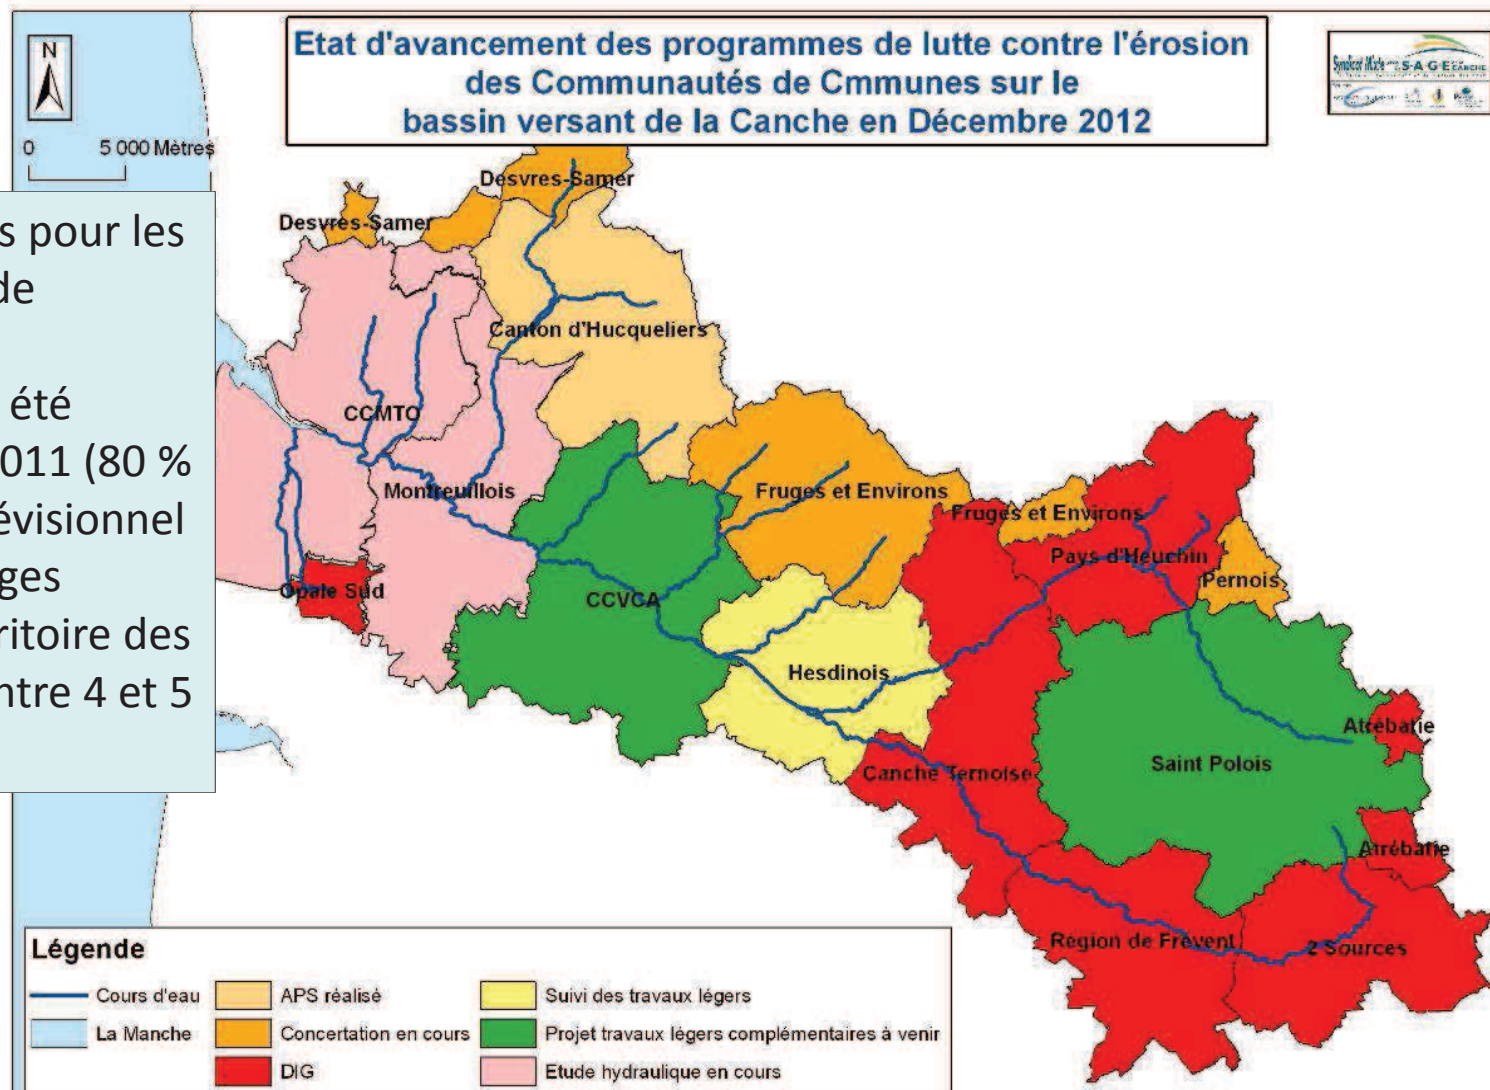 Etat d'avancement des programmes de lutte contre l'érosion
des Communautés de Cmmunes sur le
bassin versant de la Canche en Décembre 2012
N
0 5 000 Mètres
S-A-G-E CANCHE
s pour les
de
été
011 (80 %
évisionnel
ges
ritoire des
ntre 4 et 5
Desvres-Samer
Desvres-Samer
Canton d'Hucqueliers
CCMTO
Montreuillois
Fruges et Environs
Fruges et Environs
Pays d'Heuchin
Pernois
Opale Sud
CCVCA
Hesdinois
Atrébatie
Saint Polois
Canche Ternoise
Atrébatie
Région de Frévent
2 Sources
Légende
Cours d'eau
La Manche
APS réalisé
Concertation en cours
DIG
Suivi des travaux légers
Projet travaux légers complémentaires à venir
Etude hydraulique en cours